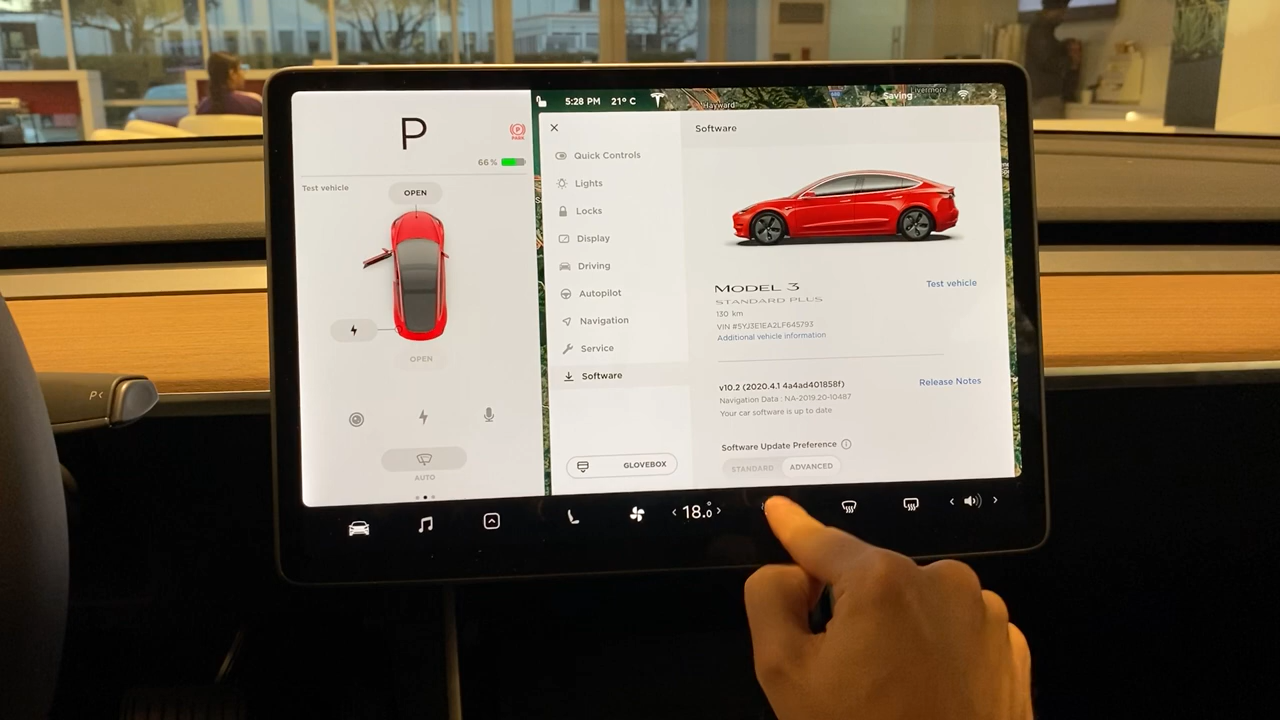 P
PARK
66 %
Test vehicle
OPEN
OPEN
AUTO
5:28 PM 21° C
Hayward
Saving
Livermore
Software
Quick Controls
Lights
Locks
Display
Driving
Autopilot
Navigation
Service
Software
GLOVEBOX
MODEL 3
STANDARD PLUS
130 km
VIN #5YJ3E1EA2LF645793
Additional vehicle information
Test vehicle
v10.2 (2020.4.1 4a4ad401858f)
Navigation Data : NA-2019.20-10487
Your car software is up to date
Release Notes
Software Update Preference
STANDARD ADVANCED
18.0
P